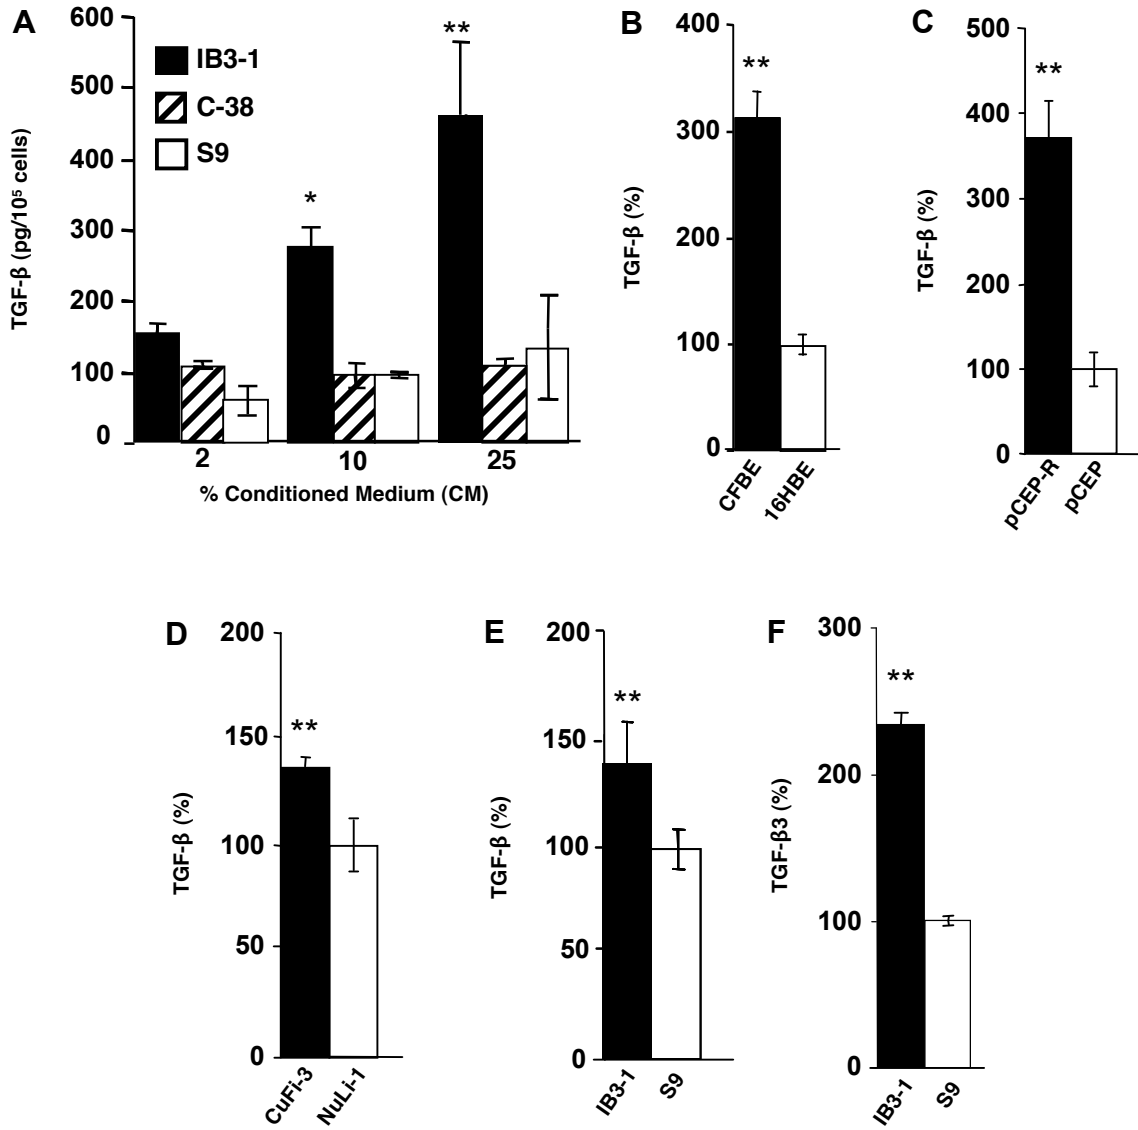 A
600
500
400
300
200
100
0
TGF-β (pg/10⁵ cells)
IB3-1
C-38
S9
*
**
2 10 25
% Conditioned Medium (CM)
B
400%
300
200
100
0
TGF-β (%)
**
CFBE
16HBE
C
500
400
300
200
100
0
TGF-β (%)
**
pCEP-R
pCEP
D
200
150
100
50
0
TGF-β (%)
**
CuFi-3
NuLi-1
E
200
150
100
50
0
TGF-β (%)
**
IB3-1
S9
F
300
200
100
0
TGF-β3 (%)
**
IB3-1
S9